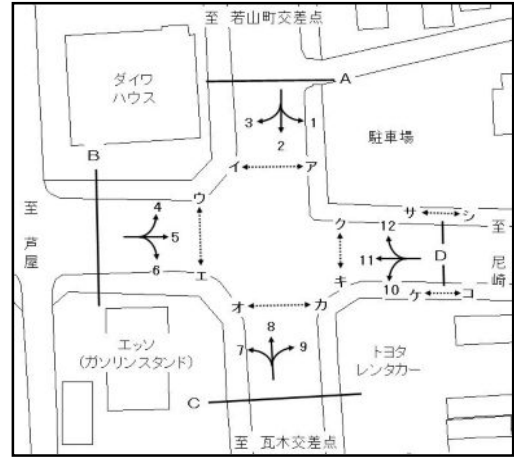 至 若山町交差点
ダイワ
ハウス
A
3
1
2
駐車場
B
イ
ア
ウ
サ
シ
至
芦
屋
4
5
6
ク
12
11
10
D
至
尼
崎
エ
キ
ケ
コ
オ
カ
8
7
9
エッソ
(ガソリンスタンド)
トヨタ
レンタカー
C
至 瓦木交差点